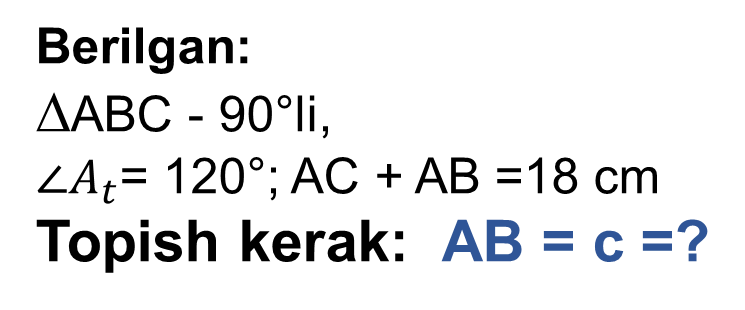 Berilgan:
∆ABC - 90°li,
∠Aₜ= 120°; AC + AB =18 cm
Topish kerak: AB = c =?